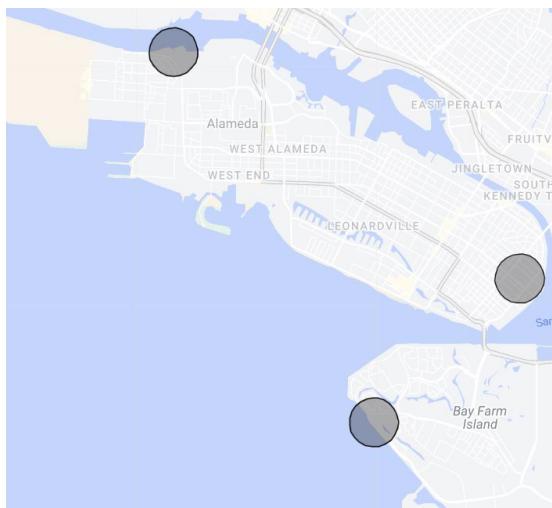 EAST PERALTA
Alameda
FRUITV
WEST ALAMEDA
JINGLETOWN
WEST END
SOUTH
KENNEDY T
LEONARDVILLE
San
Bay Farm
Island